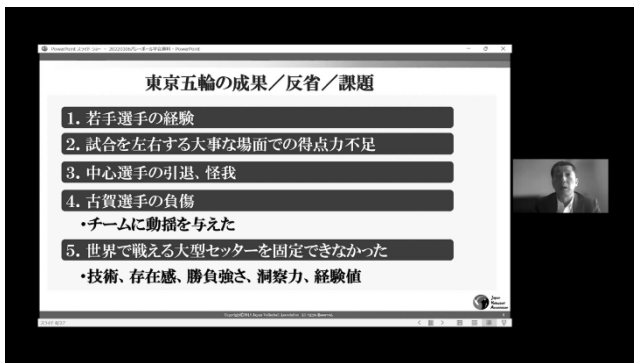 東京五輪の成果／反省／課題
1. 若手選手の経験
2. 試合を左右する大事な場面での得点力不足
3. 中心選手の引退、怪我
4. 古賀選手の負傷
・チームに動揺を与えた
5. 世界で戦える大型セッターを固定できなかった
・技術、存在感、勝負強さ、洞察力、経験値
Japan
Volleyball
Association